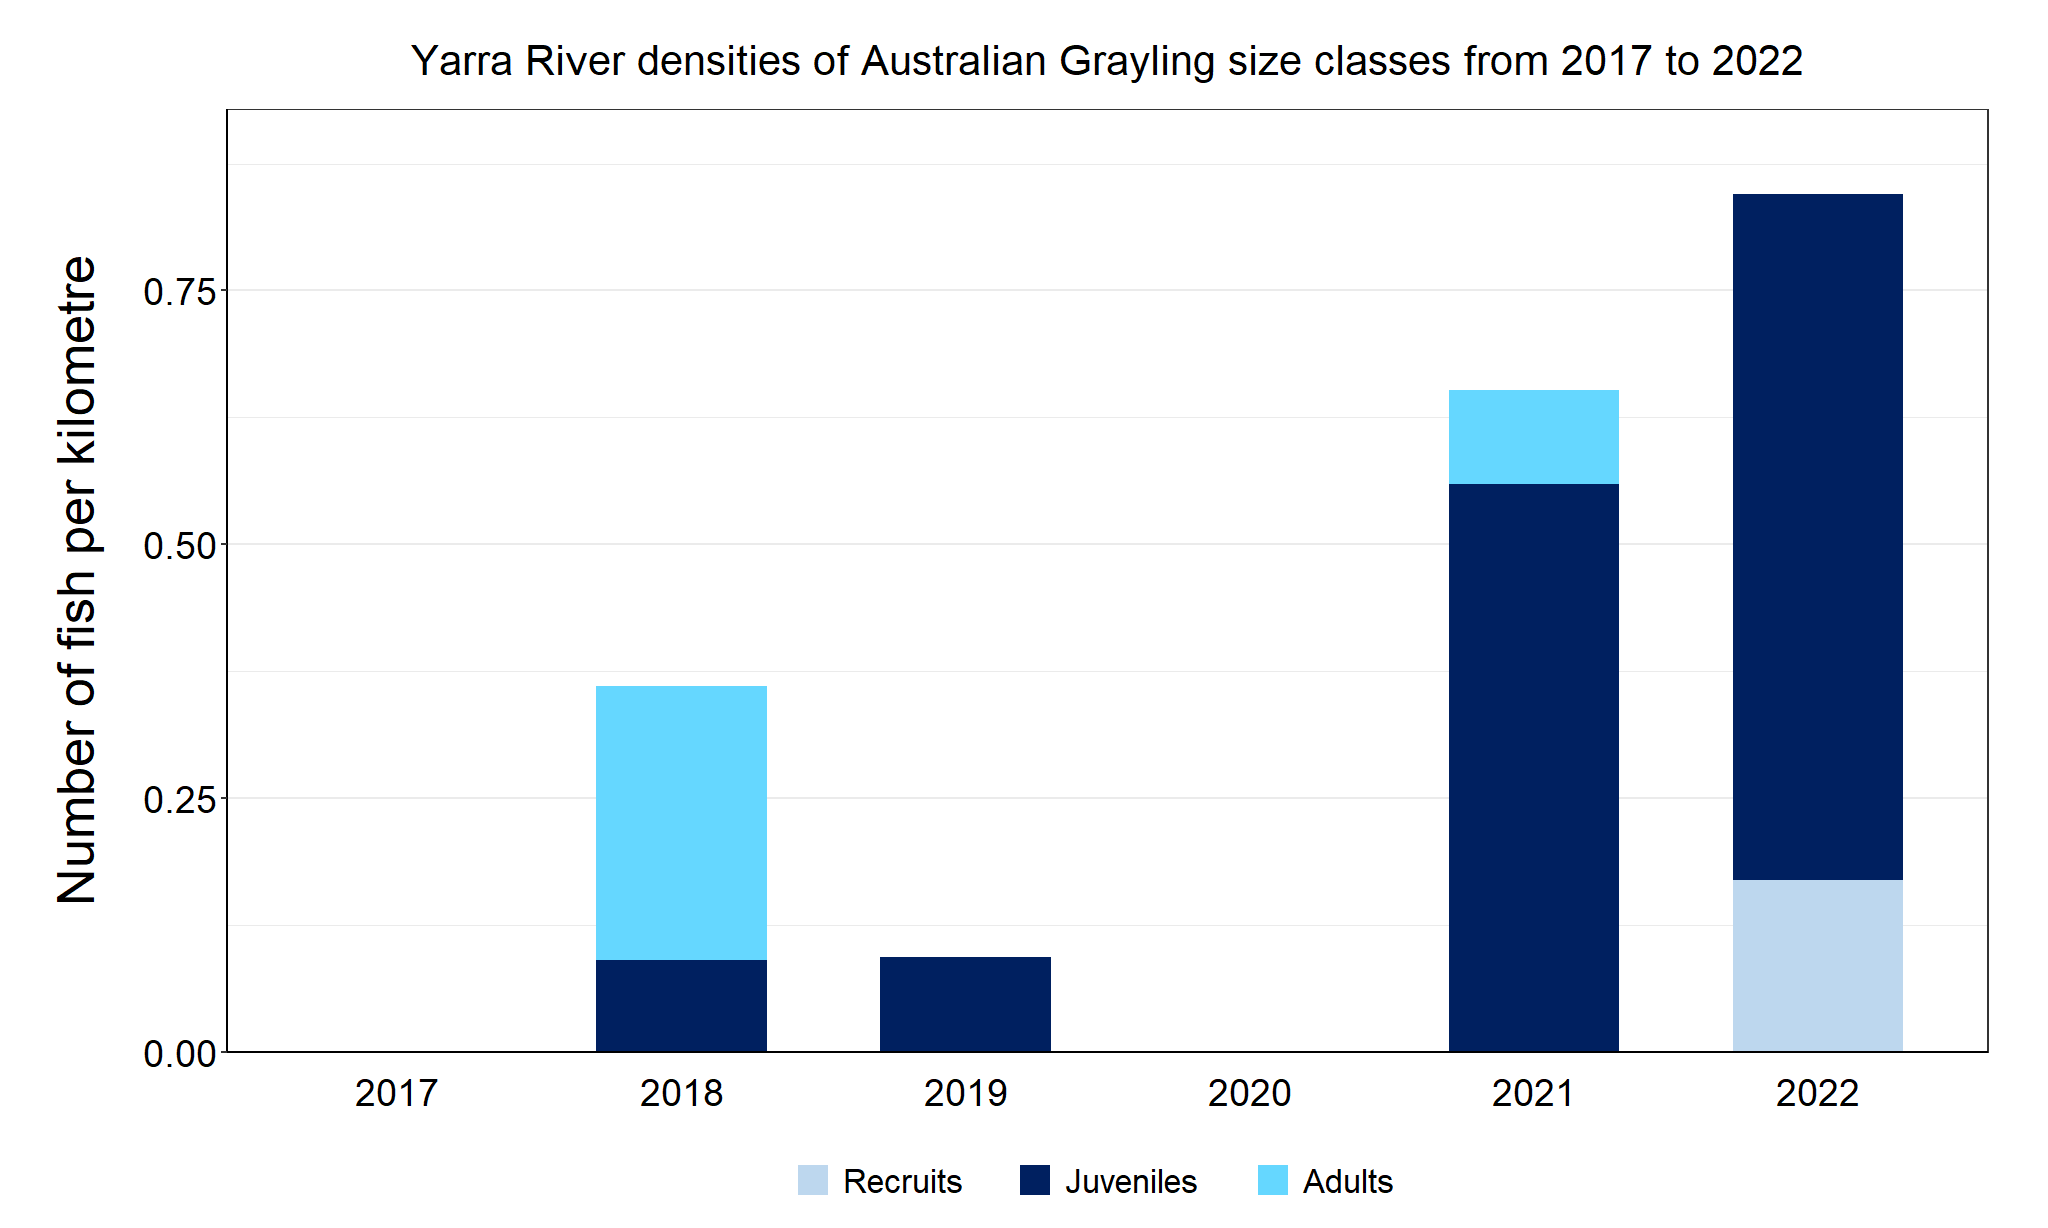 Yarra River densities of Australian Grayling size classes from 2017 to 2022
Number of fish per kilometre
0.75
0.50
0.25
0.00
2017 2018 2019 2020 2021 2022
Recruits Juveniles Adults